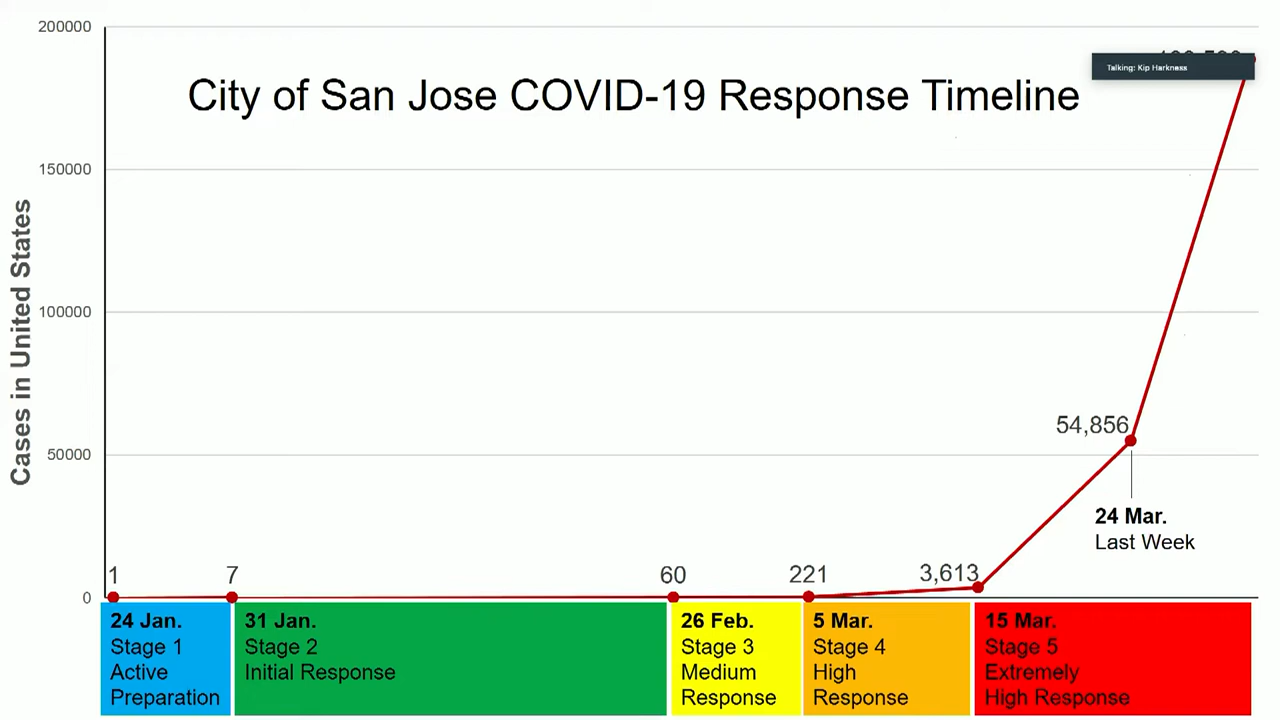 200000
Talking: Kip Harkness
City of San Jose COVID-19 Response Timeline
150000
Cases in United States
100000
54,856
50000
24 Mar.
Last Week
1
7
60
221
3,613
0
24 Jan.
Stage 1
Active
Preparation
31 Jan.
Stage 2
Initial Response
26 Feb.
Stage 3
Medium
Response
5 Mar.
Stage 4
High
Response
15 Mar.
Stage 5
Extremely
High Response